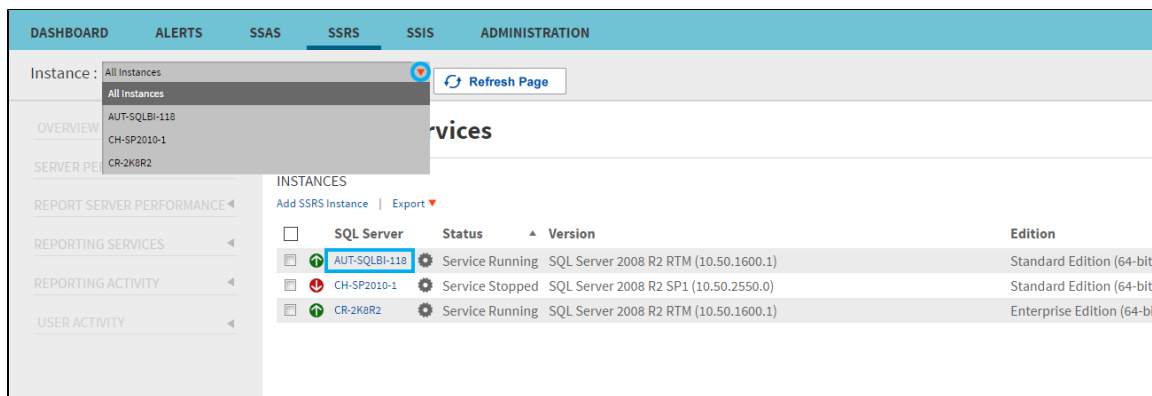 DASHBOARD ALERTS SSAS SSRS SSIS ADMINISTRATION
Instance : All Instances Refresh Page
All Instances
AUT-SQLBI-118
CH-SP2010-1
CR-2K8R2
OVERVIEW
rvices
SERVER PE
INSTANCES
Add SSRS Instance | Export
REPORT SERVER PERFORMANCE
REPORTING SERVICES
REPORTING ACTIVITY
USER ACTIVITY
SQL Server Status Version Edition
AUT-SQLBI-118 Service Running SQL Server 2008 R2 RTM (10.50.1600.1) Standard Edition (64-bit
CH-SP2010-1 Service Stopped SQL Server 2008 R2 SP1 (10.50.2550.0) Standard Edition (64-bit
CR-2K8R2 Service Running SQL Server 2008 R2 RTM (10.50.1600.1) Enterprise Edition (64-bi